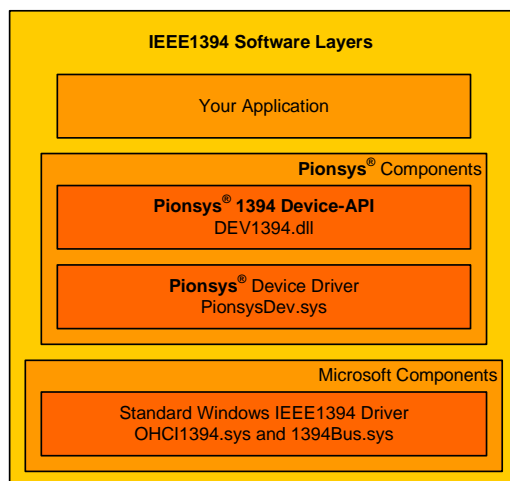 IEEE1394 Software Layers
Your Application
Pionsys® Components
Pionsys® 1394 Device-API
DEV1394.dll
Pionsys® Device Driver
PionsysDev.sys
Microsoft Components
Standard Windows IEEE1394 Driver
OHCI1394.sys and 1394Bus.sys